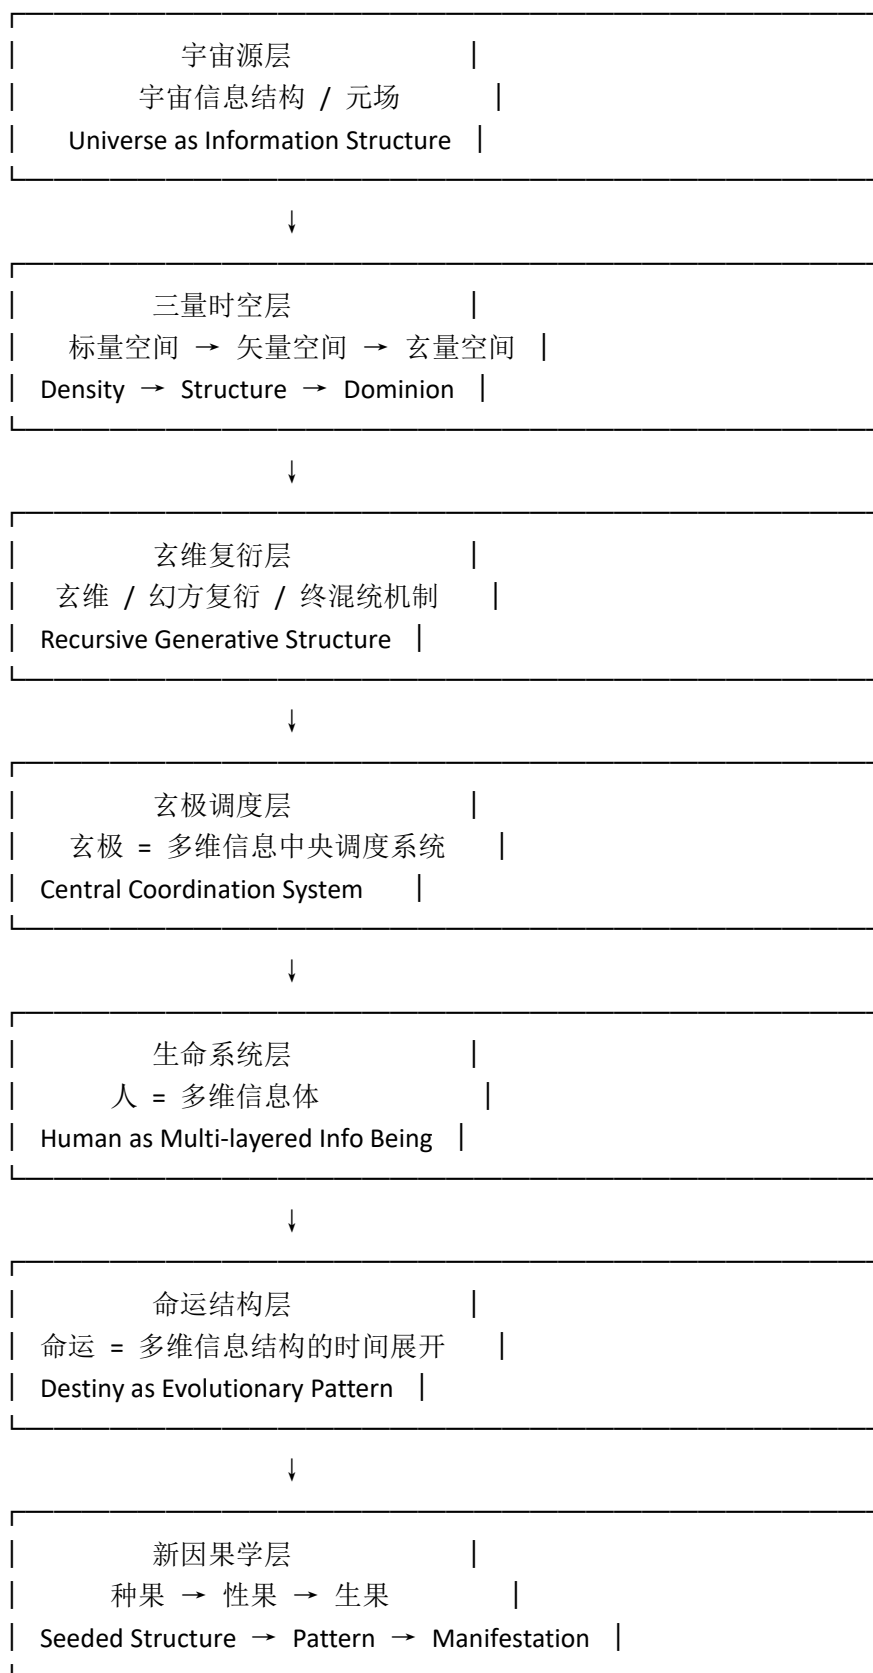 宇宙源层
宇宙信息结构 / 元场
Universe as Information Structure
↓
三量时空层
标量空间 → 矢量空间 → 玄量空间
Density → Structure → Dominion
↓
玄维复衍层
玄维 / 幻方复衍 / 终混统机制
Recursive Generative Structure
↓
玄极调度层
玄极 = 多维信息中央调度系统
Central Coordination System
↓
生命系统层
人 = 多维信息体
Human as Multi-layered Info Being
↓
命运结构层
命运 = 多维信息结构的时间展开
Destiny as Evolutionary Pattern
↓
新因果学层
种果 → 性果 → 生果
Seeded Structure → Pattern → Manifestation